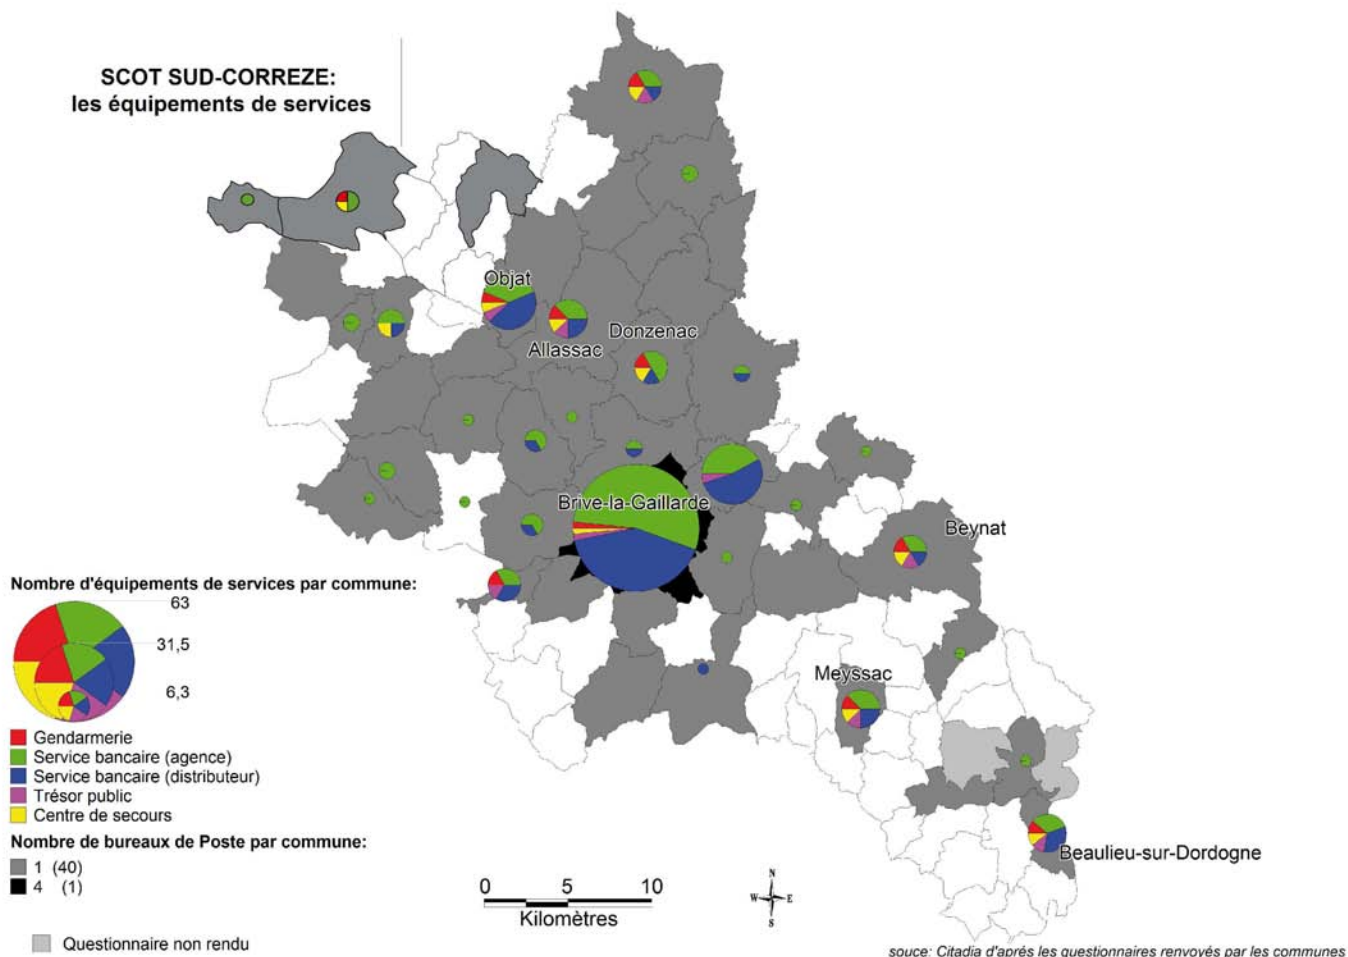 SCOT SUD-CORREZE:
les équipements de services
Objat
Allassac
Donzenac
Brive-la-Gaillarde
Beynat
Meyssac
Beaulieu-sur-Dordogne
Nombre d'équipements de services par commune:
63
31,5
6,3
Gendarmerie
Service bancaire (agence)
Service bancaire (distributeur)
Trésor public
Centre de secours
Nombre de bureaux de Poste par commune:
1 (40)
4 (1)
Questionnaire non rendu
0 5 10
Kilomètres
N
W E
S
souce: Citadia d'aprés les questionnaires renvoyés par les communes